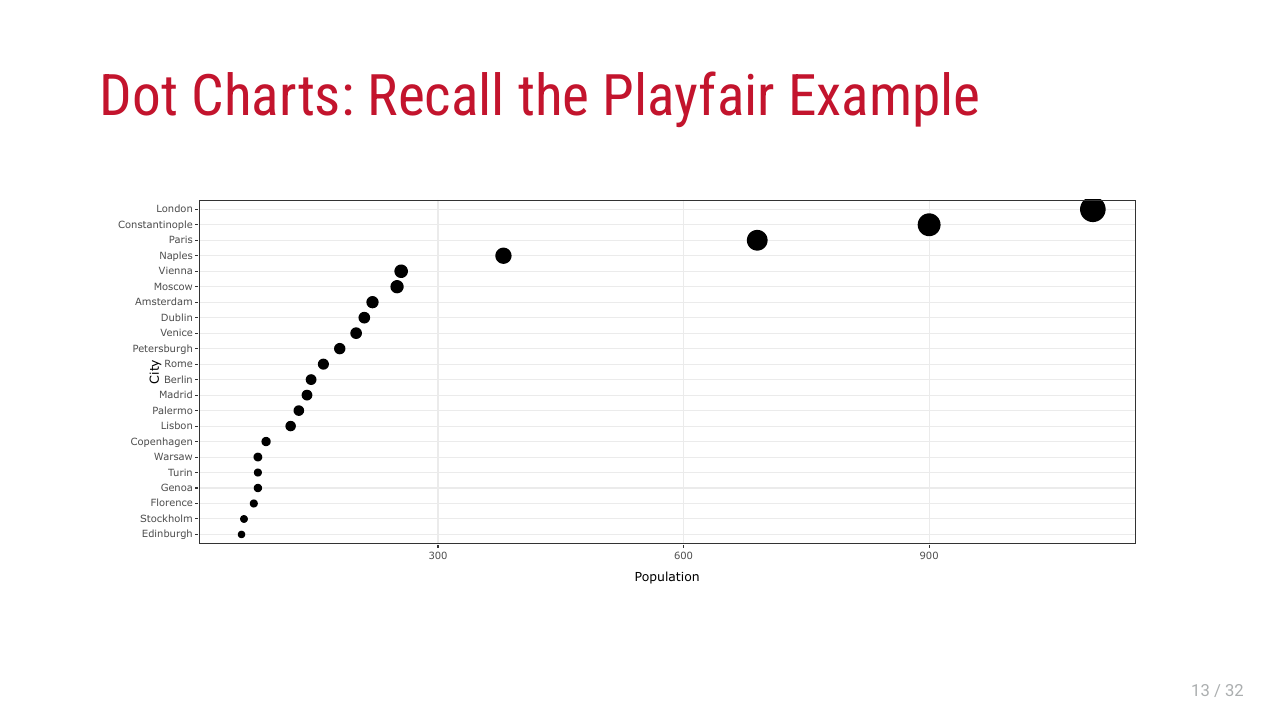 Dot Charts: Recall the Playfair Example
London
Constantinople
Paris
Naples
Vienna
Moscow
Amsterdam
Dublin
Venice
Petersburgh
Rome
Berlin
Madrid
Palermo
Lisbon
Copenhagen
Warsaw
Turin
Genoa
Florence
Stockholm
Edinburgh
City
300 600 900
Population
13 / 32